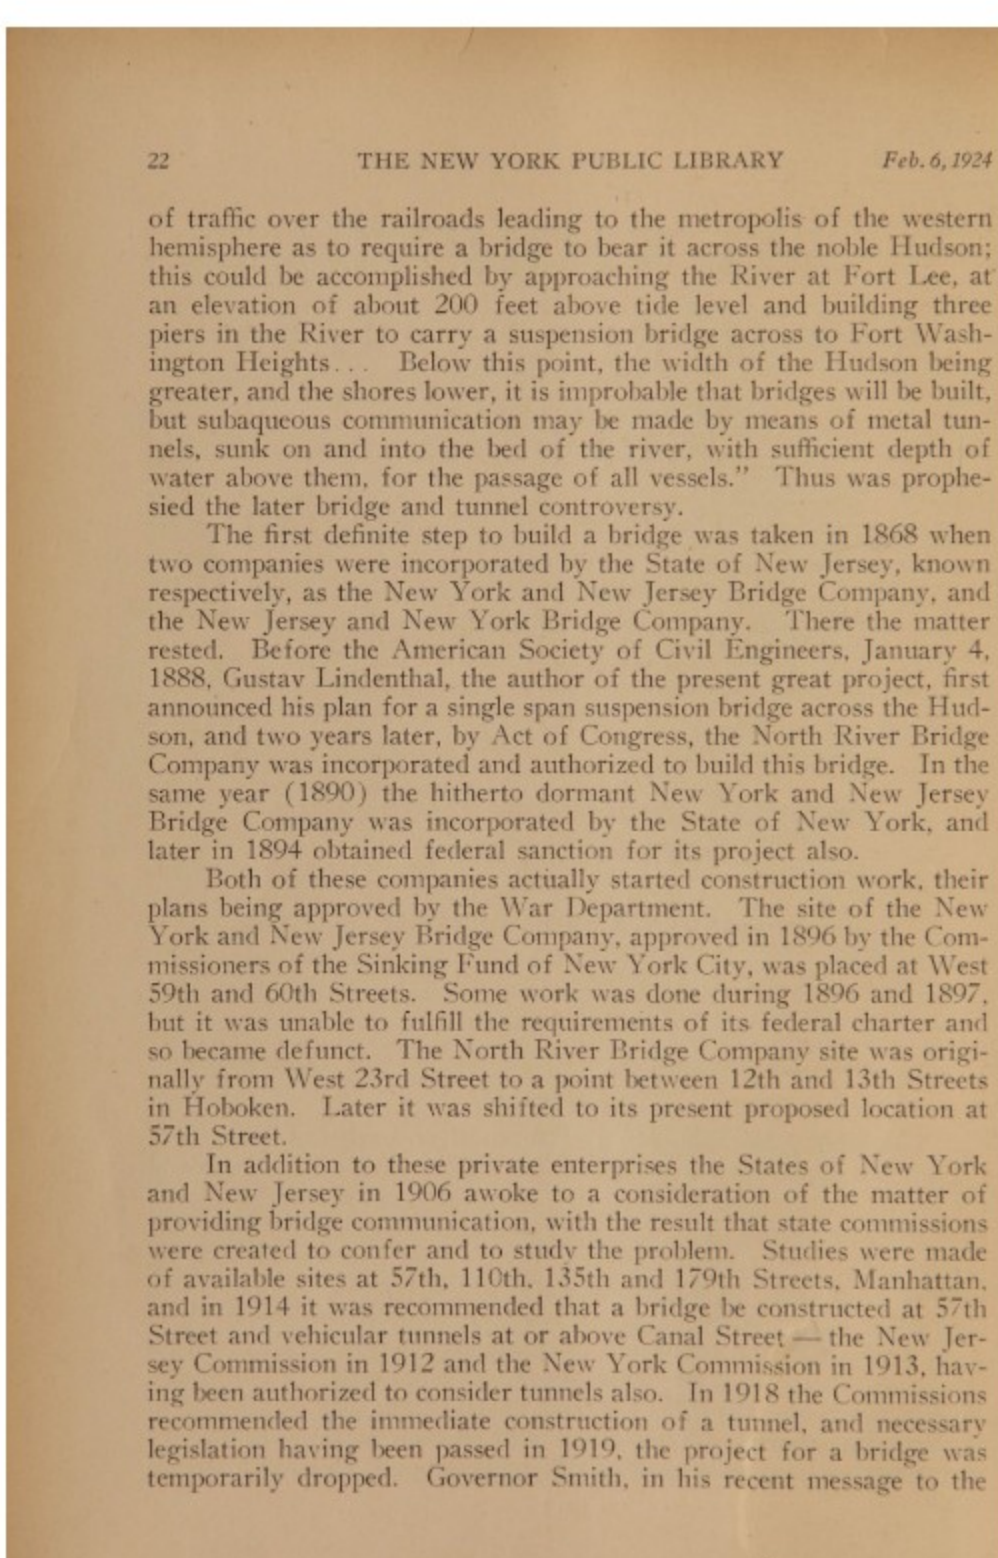 22 THE NEW YORK PUBLIC LIBRARY Feb. 6, 1924
of traffic over the railroads leading to the metropolis of the western
hemisphere as to require a bridge to bear it across the noble Hudson;
this could be accomplished by approaching the River at Fort Lee, at
an elevation of about 200 feet above tide level and building three
piers in the River to carry a suspension bridge across to Fort Wash-
ington Heights... Below this point, the width of the Hudson being
greater, and the shores lower, it is improbable that bridges will be built,
but subaqueous communication may be made by means of metal tun-
nels, sunk on and into the bed of the river, with sufficient depth of
water above them, for the passage of all vessels." Thus was prophe-
sied the later bridge and tunnel controversy.
The first definite step to build a bridge was taken in 1868 when
two companies were incorporated by the State of New Jersey, known
respectively, as the New York and New Jersey Bridge Company, and
the New Jersey and New York Bridge Company. There the matter
rested. Before the American Society of Civil Engineers, January 4,
1888, Gustav Lindenthal, the author of the present great project, first
announced his plan for a single span suspension bridge across the Hud-
son, and two years later, by Act of Congress, the North River Bridge
Company was incorporated and authorized to build this bridge. In the
same year (1890) the hitherto dormant New York and New Jersey
Bridge Company was incorporated by the State of New York, and
later in 1894 obtained federal sanction for its project also.
Both of these companies actually started construction work, their
plans being approved by the War Department. The site of the New
York and New Jersey Bridge Company, approved in 1896 by the Com-
missioners of the Sinking Fund of New York City, was placed at West
59th and 60th Streets. Some work was done during 1896 and 1897,
but it was unable to fulfill the requirements of its federal charter and
so became defunct. The North River Bridge Company site was origi-
nally from West 23rd Street to a point between 12th and 13th Streets
in Hoboken. Later it was shifted to its present proposed location at
57th Street.
In addition to these private enterprises the States of New York
and New Jersey in 1906 awoke to a consideration of the matter of
providing bridge communication, with the result that state commissions
were created to confer and to study the problem. Studies were made
of available sites at 57th, 110th, 135th and 179th Streets, Manhattan,
and in 1914 it was recommended that a bridge be constructed at 57th
Street and vehicular tunnels at or above Canal Street — the New Jer-
sey Commission in 1912 and the New York Commission in 1913, hav-
ing been authorized to consider tunnels also. In 1918 the Commissions
recommended the immediate construction of a tunnel, and necessary
legislation having been passed in 1919, the project for a bridge was
temporarily dropped. Governor Smith, in his recent message to the